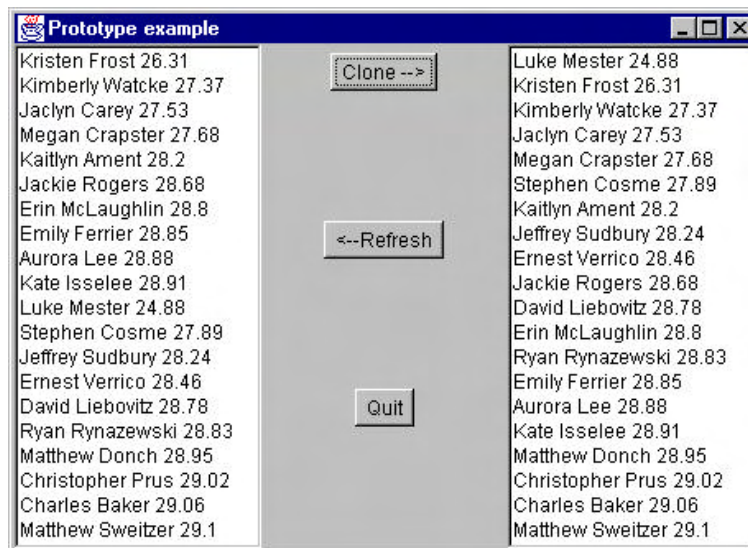 Prototype example
Kristen Frost 26.31
Kimberly Watcke 27.37
Jaclyn Carey 27.53
Megan Crapster 27.68
Kaitlyn Ament 28.2
Jackie Rogers 28.68
Erin McLaughlin 28.8
Emily Ferrier 28.85
Aurora Lee 28.88
Kate Isselee 28.91
Luke Mester 24.88
Stephen Cosme 27.89
Jeffrey Sudbury 28.24
Ernest Verrico 28.46
David Liebovitz 28.78
Ryan Rynazewski 28.83
Matthew Donch 28.95
Christopher Prus 29.02
Charles Baker 29.06
Matthew Sweitzer 29.1
Clone -->
<--Refresh
Quit
Luke Mester 24.88
Kristen Frost 26.31
Kimberly Watcke 27.37
Jaclyn Carey 27.53
Megan Crapster 27.68
Stephen Cosme 27.89
Kaitlyn Ament 28.2
Jeffrey Sudbury 28.24
Ernest Verrico 28.46
Jackie Rogers 28.68
David Liebovitz 28.78
Erin McLaughlin 28.8
Ryan Rynazewski 28.83
Emily Ferrier 28.85
Aurora Lee 28.88
Kate Isselee 28.91
Matthew Donch 28.95
Christopher Prus 29.02
Charles Baker 29.06
Matthew Sweitzer 29.1